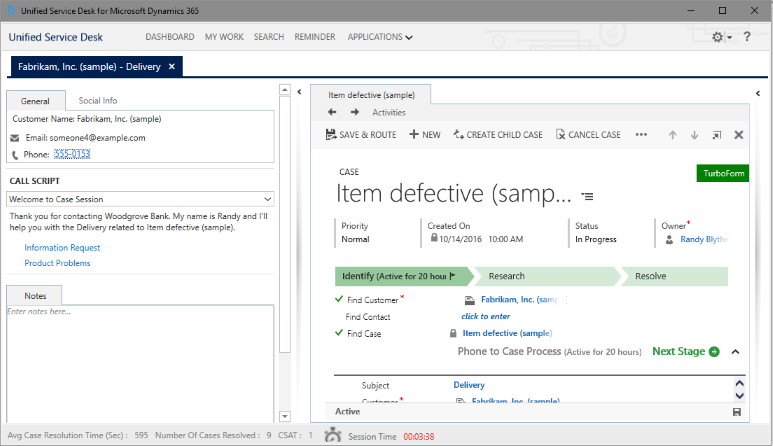 Unified Service Desk for Microsoft Dynamics 365
Unified Service Desk
DASHBOARD MY WORK SEARCH REMINDER APPLICATIONS
?
Fabrikam, Inc. (sample) - Delivery ×
General Social Info
Customer Name: Fabrikam, Inc. (sample)
Email: someone4@example.com
Phone: 555-0153
CALL SCRIPT
Welcome to Case Session
Thank you for contacting Woodgrove Bank. My name is Randy and I'll
help you with the Delivery related to Item defective (sample).
Information Request
Product Problems
Notes
Enter notes here...
Item defective (sample)
Activities
SAVE & ROUTE + NEW CREATE CHILD CASE CANCEL CASE ...
TurboForm
CASE
Item defective (samp...
Priority Created On Status Owner*
Normal 10/14/2016 10:00 AM In Progress Randy Blythe
Identify (Active for 20 hou Research Resolve
Find Customer * Fabrikam, Inc. (sam
Find Contact click to enter
Find Case Item defective (sample)
Phone to Case Process (Active for 20 hours) Next Stage
Subject Delivery
Customer * Fabrikam, Inc. (sample)
Active
Avg Case Resolution Time (Sec) : 595 Number Of Cases Resolved : 9 CSAT : 1 Session Time 00:03:38